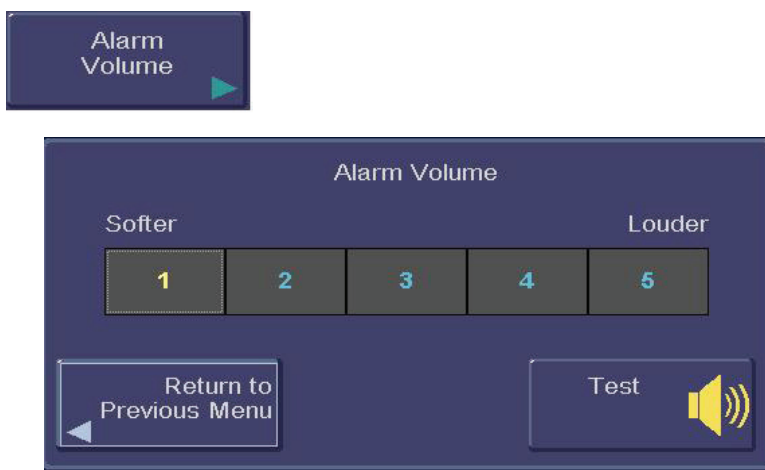 Alarm
Volume
Alarm Volume
Softer Louder
1 2 3 4 5
Return to
Previous Menu
Test